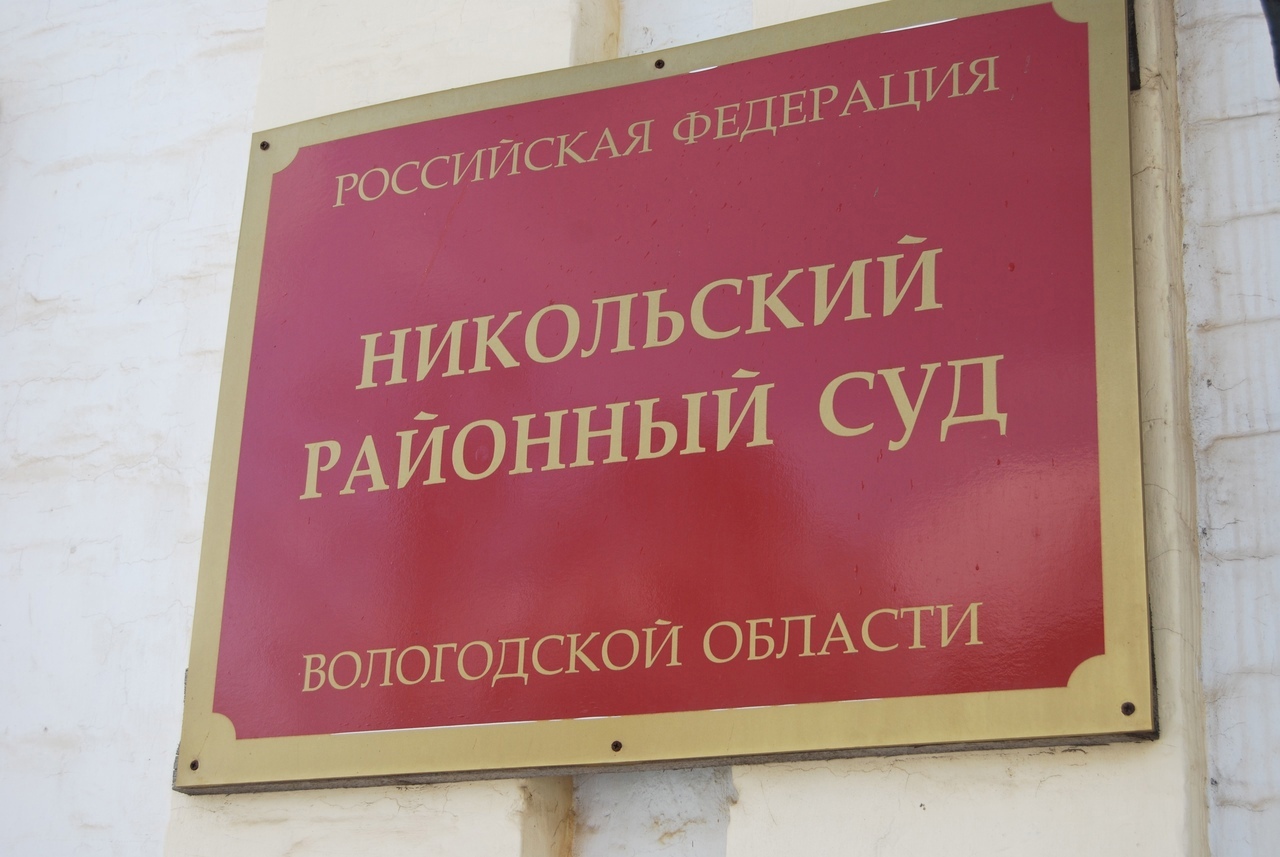 РОССИЙСКАЯ ФЕДЕРАЦИЯ
НИКОЛЬСКИЙ
РАЙОННЫЙ СУД
ВОЛОГОДСКОЙ ОБЛАСТИ